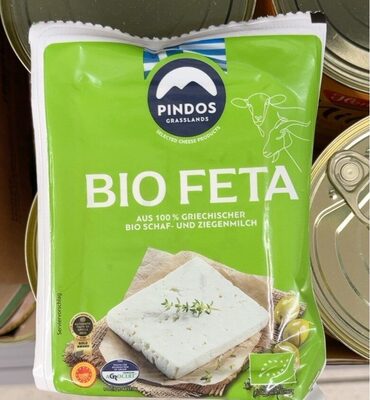 PINDOS
GRASSLANDS
SELECTED CHEESE PRODUCTS
BIO FETA
AUS 100 % GRIECHISCHER
BIO SCHAF- UND ZIEGENMILCH
Serviervorschlag